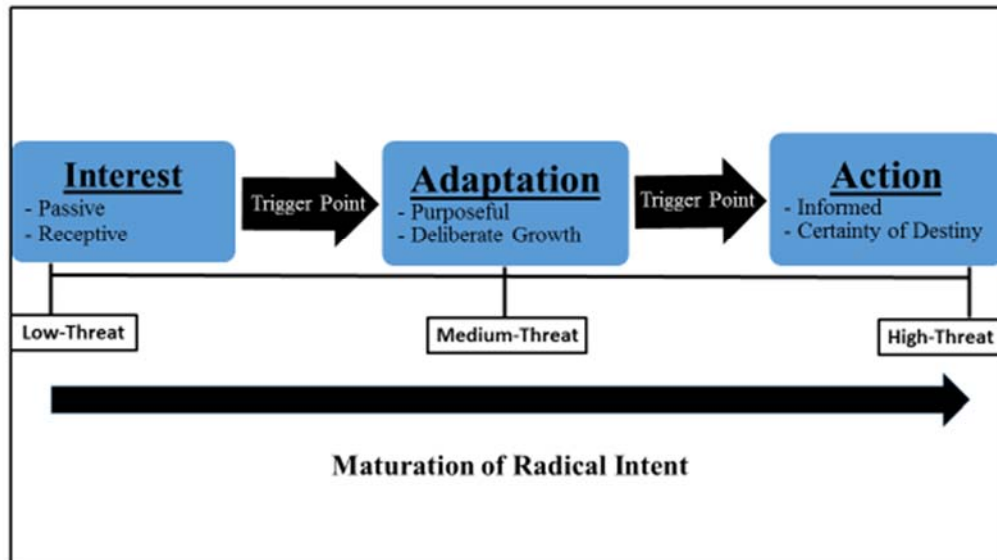 Interest
- Passive
- Receptive
Trigger Point
Adaptation
- Purposeful
- Deliberate Growth
Trigger Point
Action
- Informed
- Certainty of Destiny
Low-Threat
Medium-Threat
High-Threat
Maturation of Radical Intent